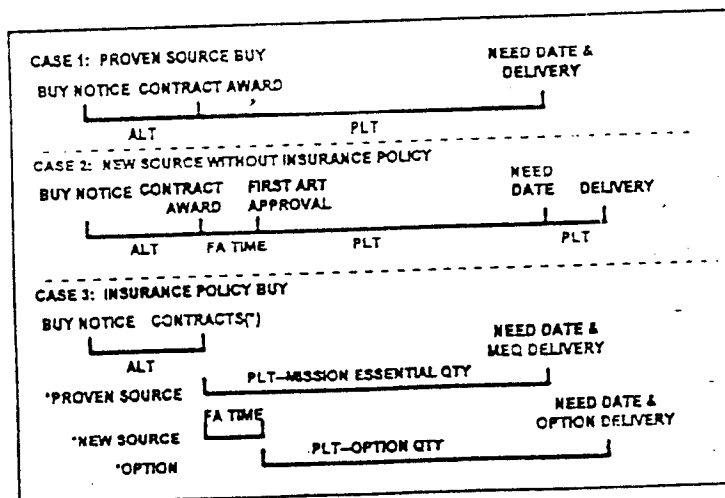 CASE 1: PROVEN SOURCE BUY
NEED DATE &
DELIVERY
BUY NOTICE CONTRACT AWARD
ALT PLT
CASE 2: NEW SOURCE WITHOUT INSURANCE POLICY
BUY NOTICE CONTRACT AWARD
FIRST ART APPROVAL
NEED DATE
DELIVERY
ALT FA TIME PLT PLT
CASE 3: INSURANCE POLICY BUY
BUY NOTICE CONTRACTS(*)
NEED DATE &
MEQ DELIVERY
ALT
*PROVEN SOURCE
PLT-MISSION ESSENTIAL QTY
NEED DATE &
OPTION DELIVERY
FA TIME
*NEW SOURCE
*OPTION
PLT-OPTION QTY